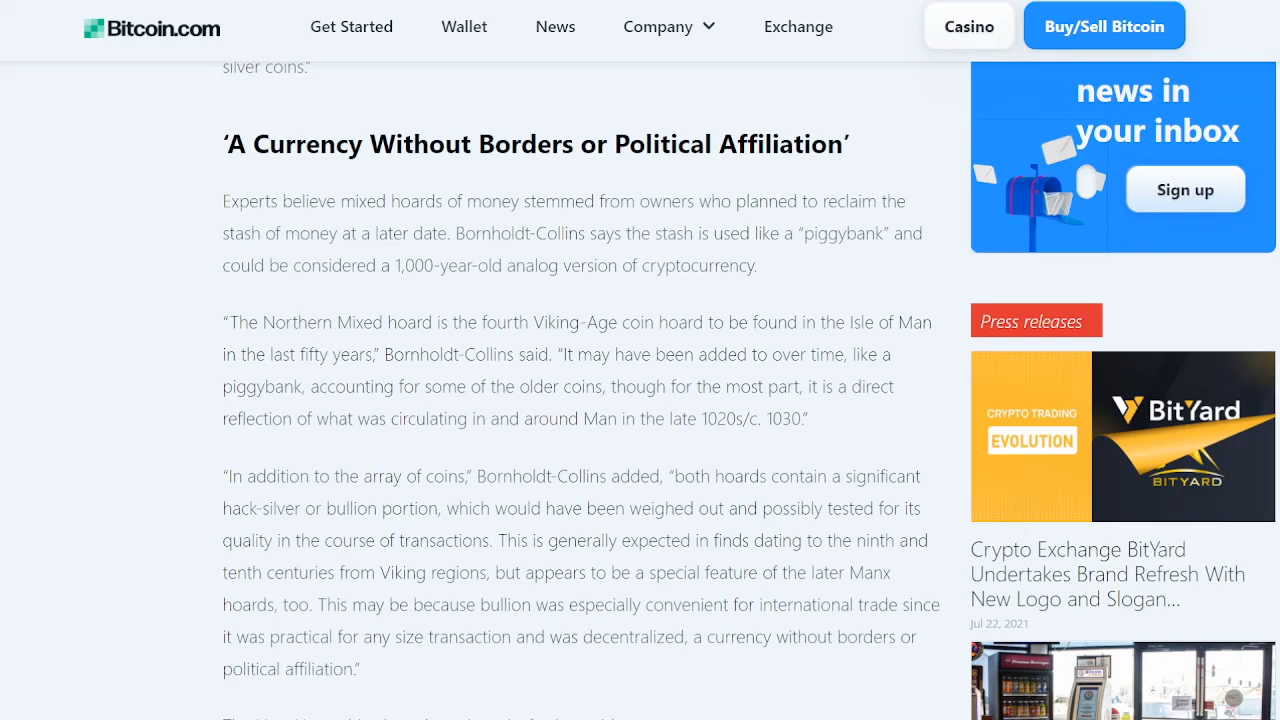 Bitcoin.com
Get Started
Wallet
News
Company
Exchange
Casino
Buy/Sell Bitcoin
silver coins.”
‘A Currency Without Borders or Political Affiliation’
Experts believe mixed hoards of money stemmed from owners who planned to reclaim the
stash of money at a later date. Bornholdt-Collins says the stash is used like a “piggybank” and
could be considered a 1,000-year-old analog version of cryptocurrency.
“The Northern Mixed hoard is the fourth Viking-Age coin hoard to be found in the Isle of Man
in the last fifty years,” Bornholdt-Collins said. “It may have been added to over time, like a
piggybank, accounting for some of the older coins, though for the most part, it is a direct
reflection of what was circulating in and around Man in the late 1020s/c. 1030.”
“In addition to the array of coins,” Bornholdt-Collins added, “both hoards contain a significant
hack-silver or bullion portion, which would have been weighed out and possibly tested for its
quality in the course of transactions. This is generally expected in finds dating to the ninth and
tenth centuries from Viking regions, but appears to be a special feature of the later Manx
hoards, too. This may be because bullion was especially convenient for international trade since
it was practical for any size transaction and was decentralized, a currency without borders or
political affiliation.”
news in
your inbox
Sign up
Press releases
CRYPTO TRADING
EVOLUTION
BitYard
BITYARD
Crypto Exchange BitYard
Undertakes Brand Refresh With
New Logo and Slogan...
Jul 22, 2021